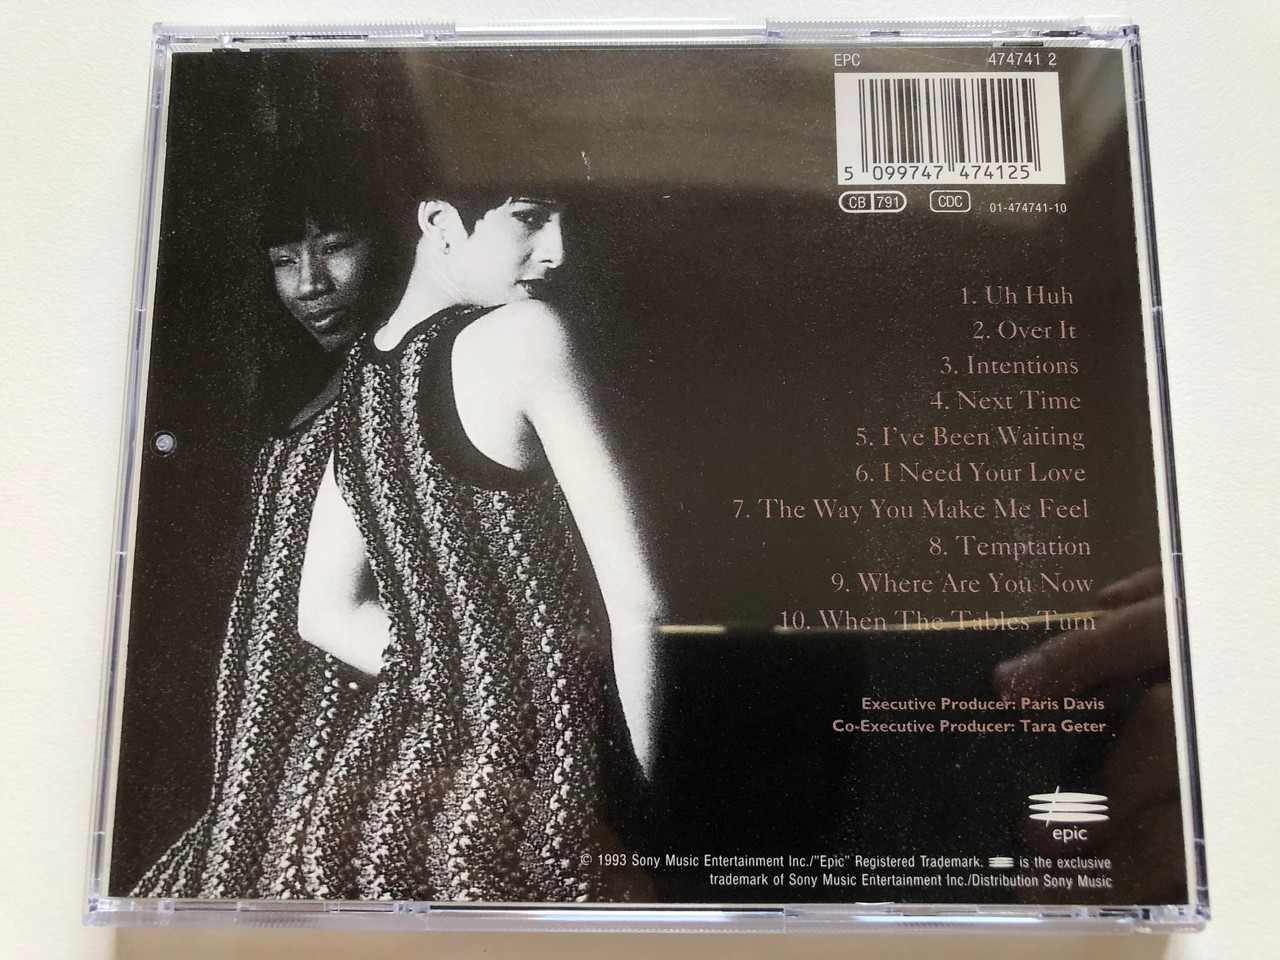 EPC 474741 2
5 099747 474125
CB 791 CDC 01-474741-10
1. Uh Huh
2. Over It
3. Intentions
4. Next Time
5. I've Been Waiting
6. I Need Your Love
7. The Way You Make Me Feel
8. Temptation
9. Where Are You Now
10. When The Tables Turn
Executive Producer: Paris Davis
Co-Executive Producer: Tara Geter
epic
© 1993 Sony Music Entertainment Inc./"Epic" Registered Trademark. is the exclusive
trademark of Sony Music Entertainment Inc./Distribution Sony Music